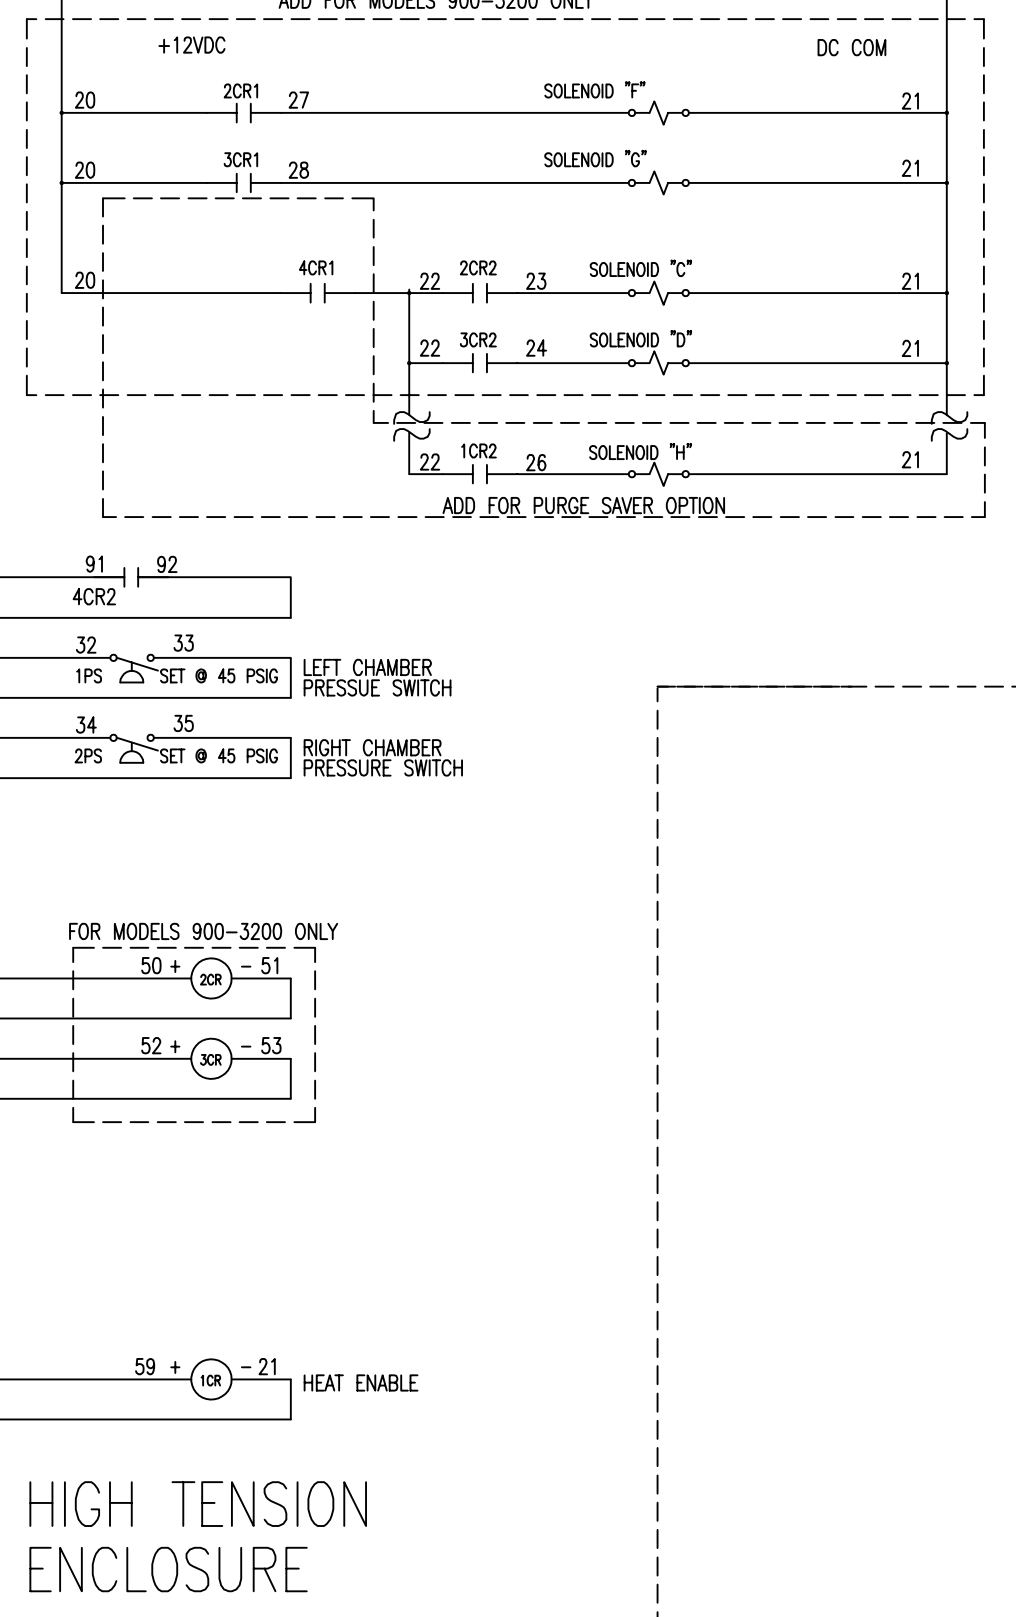 ADD FOR MODELS 900-3200 ONLY
+12VDC DC COM
20 2CR1 27 SOLENOID "F" 21
20 3CR1 28 SOLENOID "G" 21
20 4CR1 22 2CR2 23 SOLENOID "C" 21
22 3CR2 24 SOLENOID "D" 21
22 1CR2 26 SOLENOID "H" 21
ADD FOR PURGE SAVER OPTION
91 92
4CR2
32 33
1PS SET @ 45 PSIG
LEFT CHAMBER
PRESSUE SWITCH
34 35
2PS SET @ 45 PSIG
RIGHT CHAMBER
PRESSURE SWITCH
FOR MODELS 900-3200 ONLY
50 + 2CR - 51
52 + 3CR - 53
59 + 1CR - 21 HEAT ENABLE
HIGH TENSION
ENCLOSURE